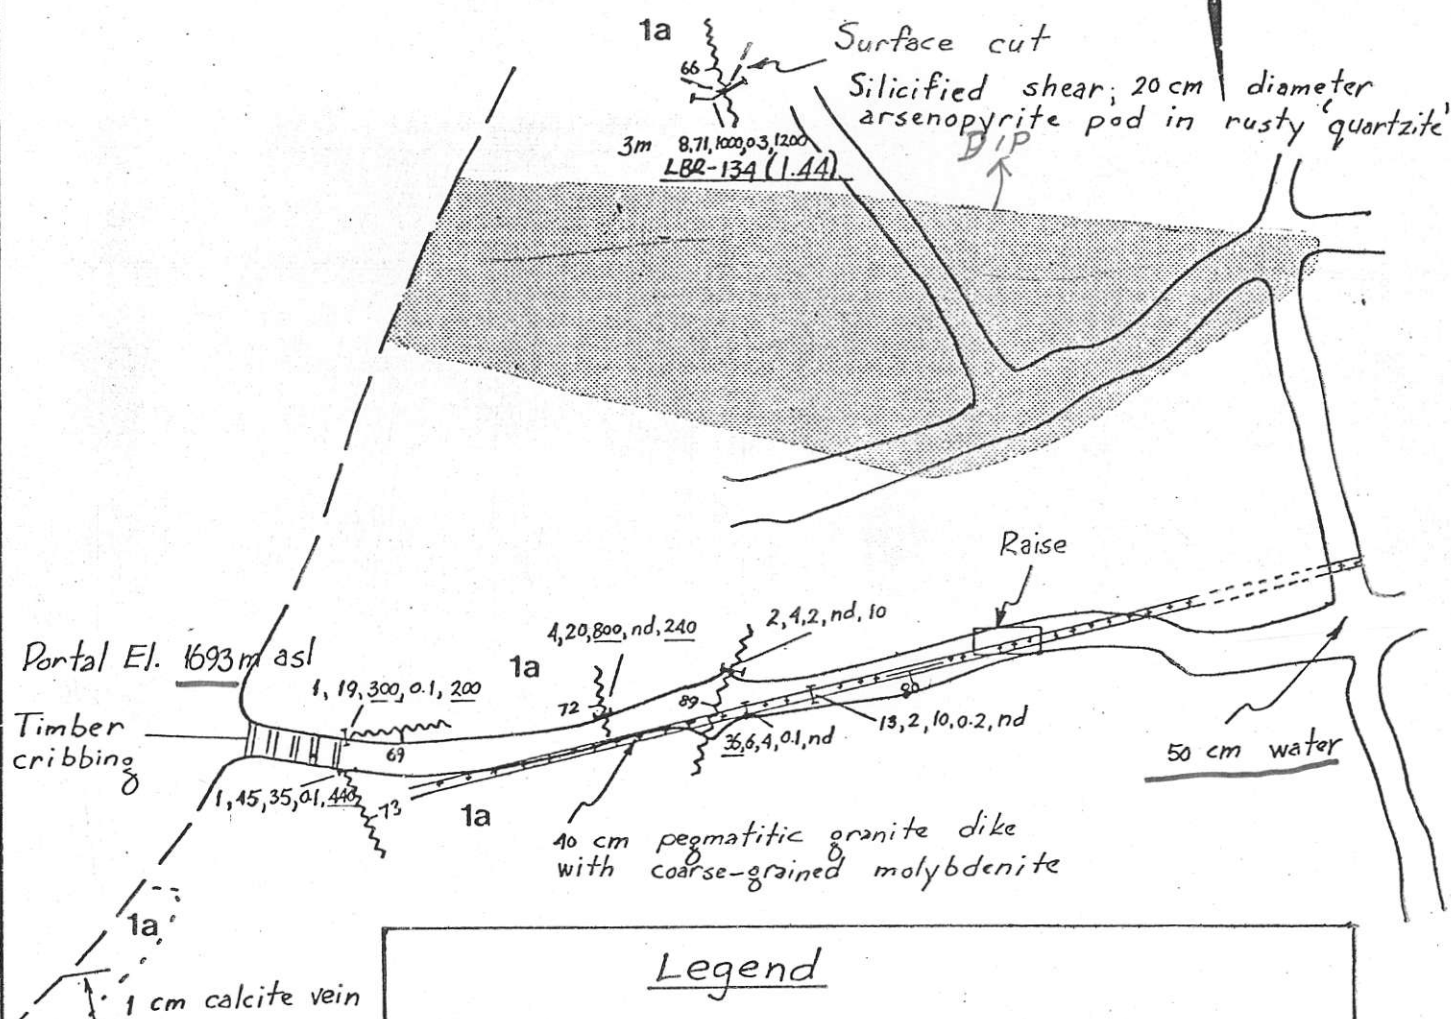 1a
Surface cut
66
Silicified shear; 20 cm diameter
arsenopyrite pod in rusty 'quartzite'
DIP
3m 8,71,1000,0.3,1200
LBR-134 (1.44)
Raise
2,4,2,nd,10
4,20,800,nd,240
Portal El. 1693m asl
1a
1, 19, 300, 0.1, 200
72
89
80
Timber
cribbing
69
13,2,10,0.2,nd
36,6,4,0.1,nd
50 cm water
1,45,35,0.1,440
73
1a
40 cm pegmatitic granite dike
with coarse-grained molybdenite
1a
Legend
1 cm calcite vein